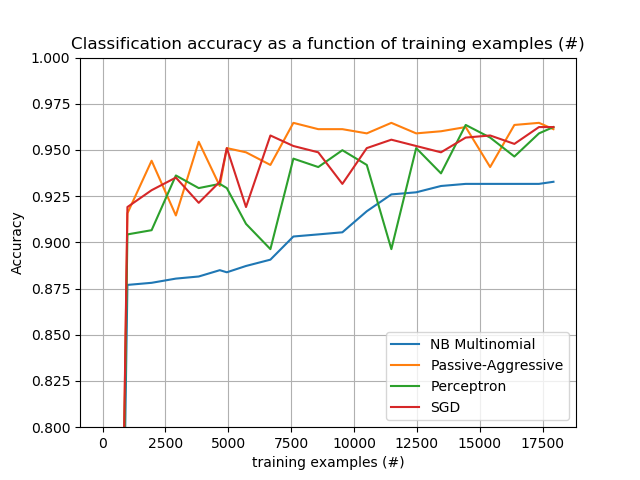 Classification accuracy as a function of training examples (#)
1.000
0.975
0.950
0.925
0.900
0.875
0.850
0.825
0.800
Accuracy
NB Multinomial
Passive-Aggressive
Perceptron
SGD
0 2500 5000 7500 10000 12500 15000 17500
training examples (#)